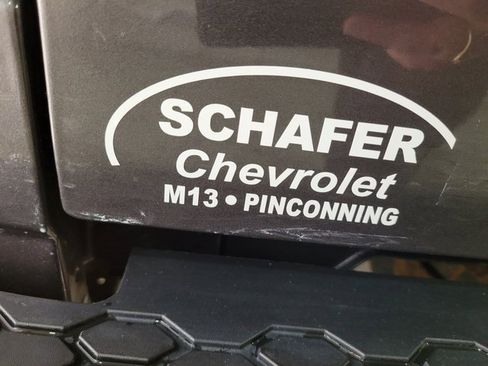 SCHAFER
Chevrolet
M13 • PINCONNING